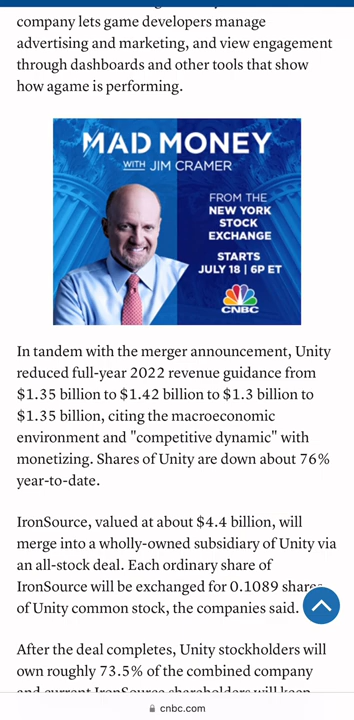 company lets game developers manage
advertising and marketing, and view engagement
through dashboards and other tools that show
how agame is performing.
MAD MONEY
WITH JIM CRAMER
FROM THE
NEW YORK
STOCK
EXCHANGE
STARTS
JULY 18 | 6P ET
CNBC
In tandem with the merger announcement, Unity
reduced full-year 2022 revenue guidance from
$1.35 billion to $1.42 billion to $1.3 billion to
$1.35 billion, citing the macroeconomic
environment and "competitive dynamic" with
monetizing. Shares of Unity are down about 76%
year-to-date.
IronSource, valued at about $4.4 billion, will
merge into a wholly-owned subsidiary of Unity via
an all-stock deal. Each ordinary share of
IronSource will be exchanged for 0.1089 shares
of Unity common stock, the companies said.
After the deal completes, Unity stockholders will
own roughly 73.5% of the combined company
and current IronSource shareholders will keep
cnbc.com